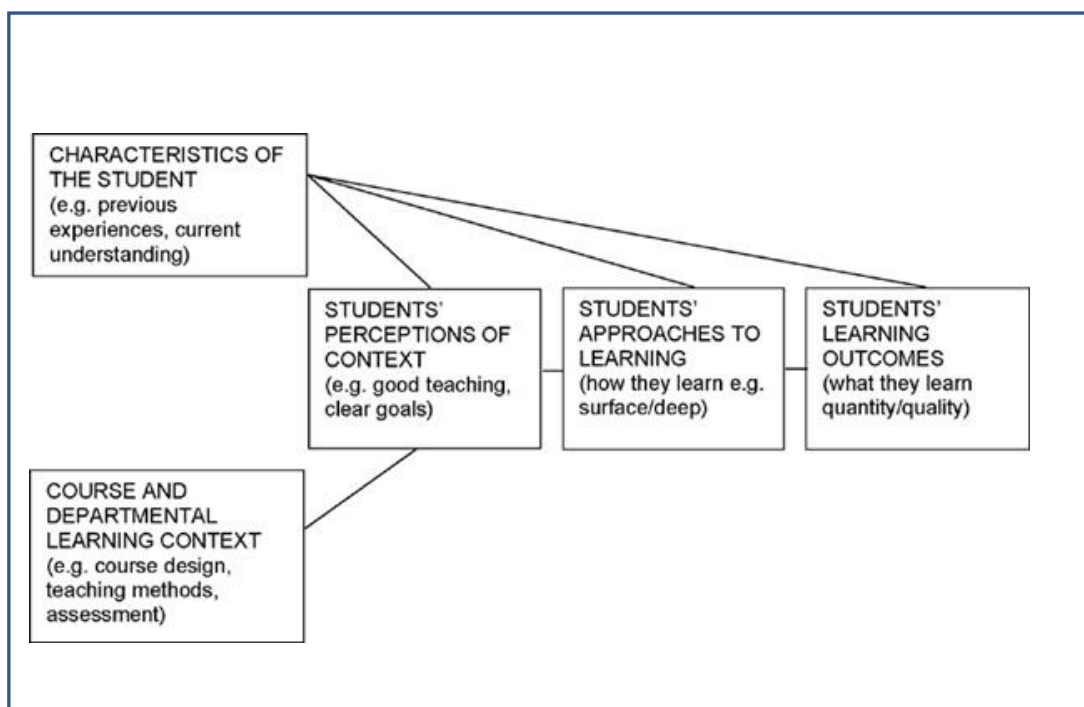 CHARACTERISTICS OF
THE STUDENT
(e.g. previous
experiences, current
understanding)
STUDENTS’
PERCEPTIONS OF
CONTEXT
(e.g. good teaching,
clear goals)
STUDENTS’
APPROACHES TO
LEARNING
(how they learn e.g.
surface/deep)
STUDENTS’
LEARNING
OUTCOMES
(what they learn
quantity/quality)
COURSE AND
DEPARTMENTAL
LEARNING CONTEXT
(e.g. course design,
teaching methods,
assessment)